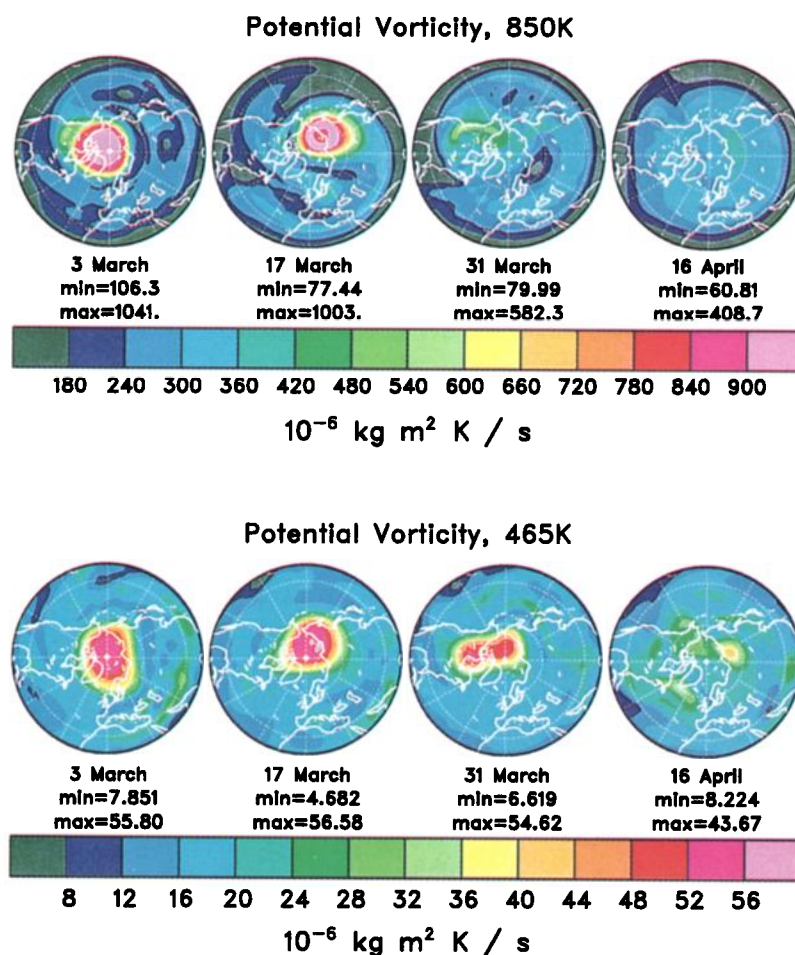 Potential Vorticity, 850K
3 March 17 March 31 March 16 April
min=106.3 min=77.44 min=79.99 min=60.81
max=1041. max=1003. max=582.3 max=408.7
180 240 300 360 420 480 540 600 660 720 780 840 900
10⁻⁶ kg m² K / s
Potential Vorticity, 465K
3 March 17 March 31 March 16 April
min=7.851 min=4.682 min=6.619 min=8.224
max=55.80 max=56.58 max=54.62 max=43.67
8 12 16 20 24 28 32 36 40 44 48 52 56
10⁻⁶ kg m² K / s